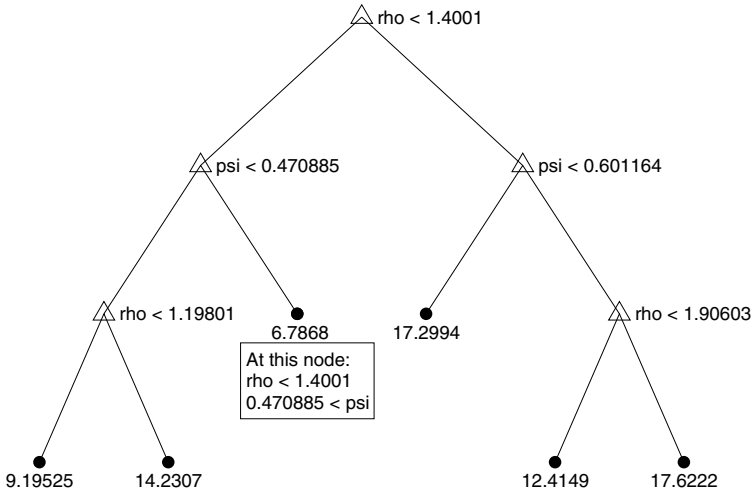 rho < 1.4001
psi < 0.470885
psi < 0.601164
rho < 1.19801
6.7868
17.2994
rho < 1.90603
At this node:
rho < 1.4001
0.470885 < psi
9.19525
14.2307
12.4149
17.6222